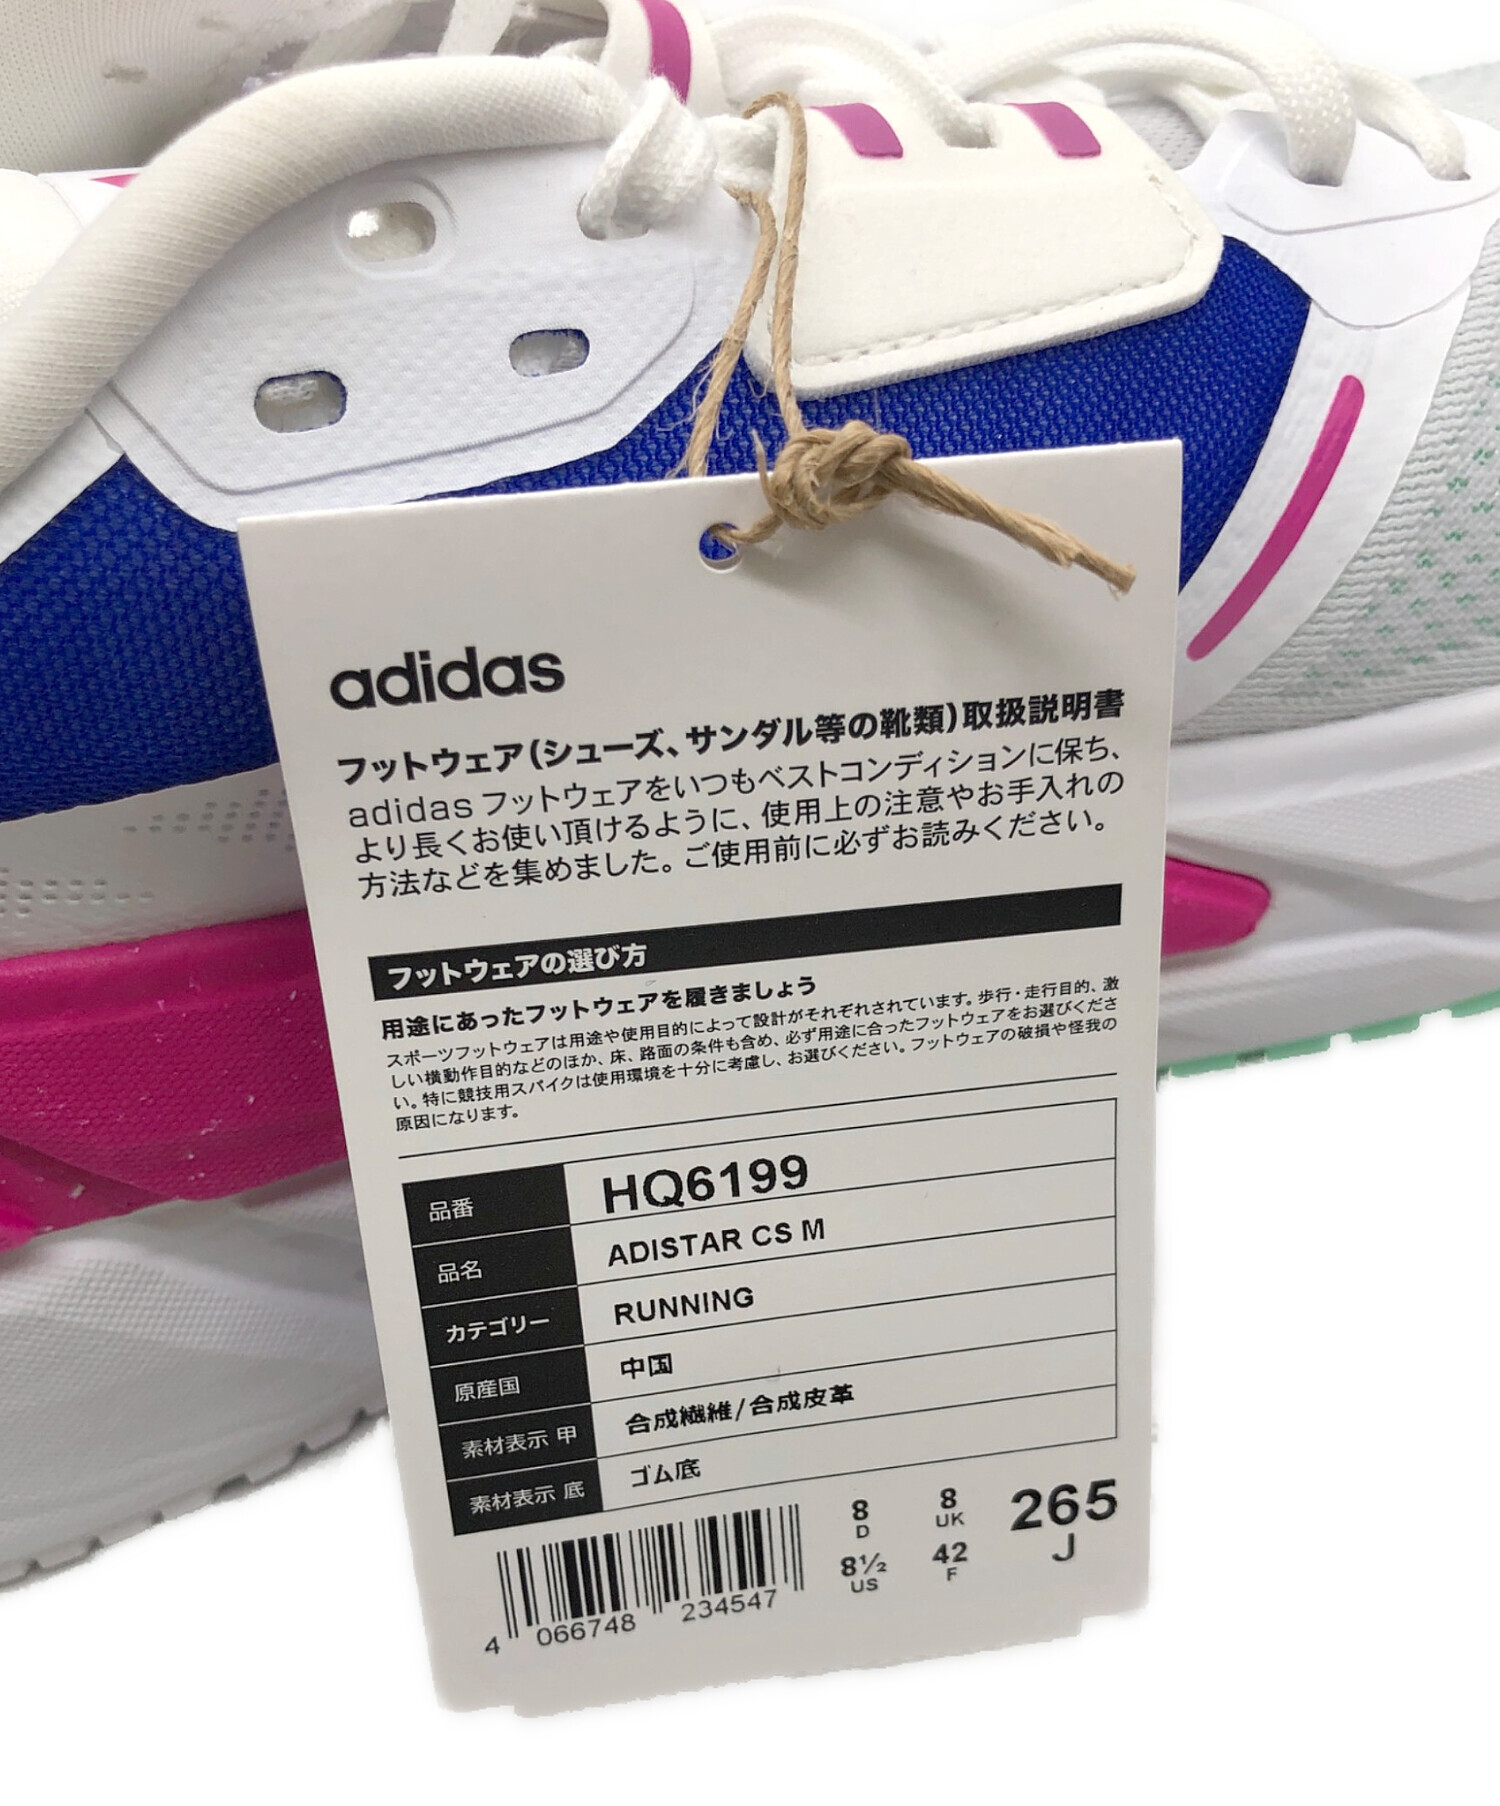 adidas
フットウェア(シューズ、サンダル等の靴類)取扱説明書
adidas フットウェアをいつもベストコンディションに保ち、
より長くお使い頂けるように、使用上の注意やお手入れの
方法などを集めました。ご使用前に必ずお読みください。
フットウェアの選び方
用途にあったフットウェアを履きましょう
スポーツフットウェアは用途や使用目的によって設計がそれぞれされています。歩行・走行目的、激
しい横動作目的などのほか、床、路面の条件も含め、必ず用途に合ったフットウェアをお選びくださ
い。特に競技用スパイクは使用環境を十分に考慮し、お選びください。フットウェアの破損や怪我の
原因になります。
品番 HQ6199
品名 ADISTAR CS M
カテゴリー RUNNING
原産国 中国
素材表示 甲 合成繊維/合成皮革
素材表示 底 ゴム底
8 8 265
D UK J
8½ 42
US F
4 066748 234547